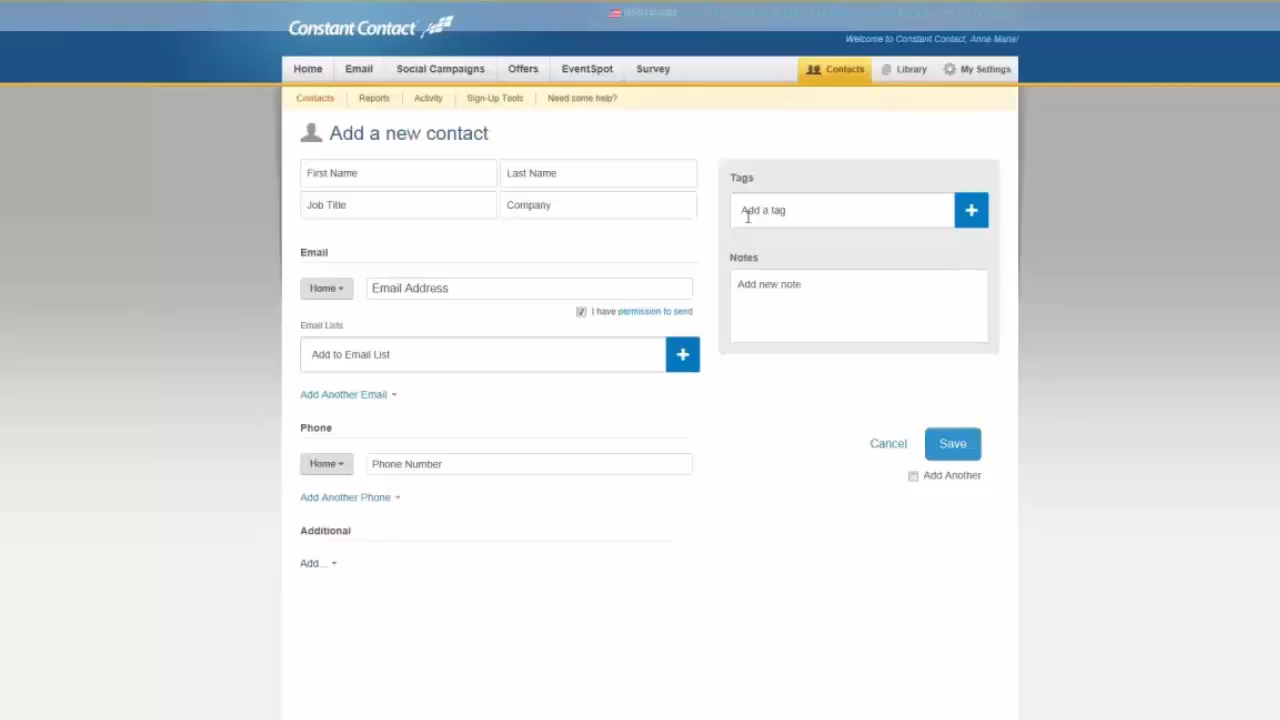 Constant Contact
Welcome to Constant Contact, Anna Maria!
Home Email Social Campaigns Offers EventSpot Survey Contacts Library My Settings
Contacts Reports Activity Sign-Up Tools Need some help?
Add a new contact
First Name Last Name
Job Title Company
Tags
Add a tag +
Notes
Add new note
Email
Home Email Address
I have permission to send
Email Lists
Add to Email List +
Add Another Email
Phone
Home Phone Number
Add Another Phone
Cancel Save
Add Another
Additional
Add...